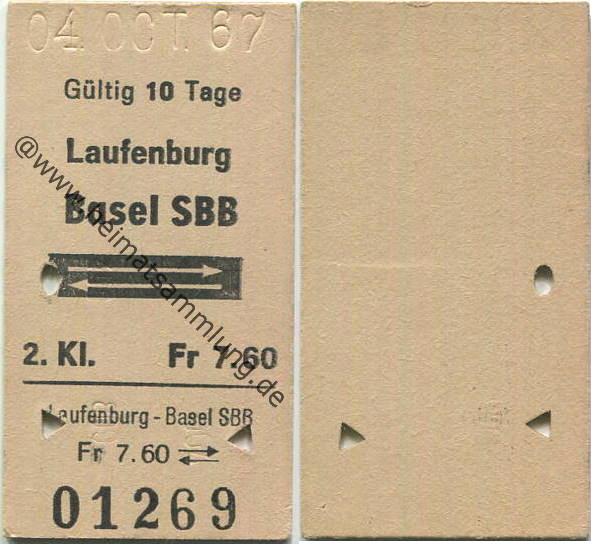 04. OCT. 67
Gültig 10 Tage
Laufenburg
Basel SBB
2. Kl. Fr 7.60
Laufenburg - Basel SBB
Fr 7.60 ⇄
01269
@www.heimatsammlung.de